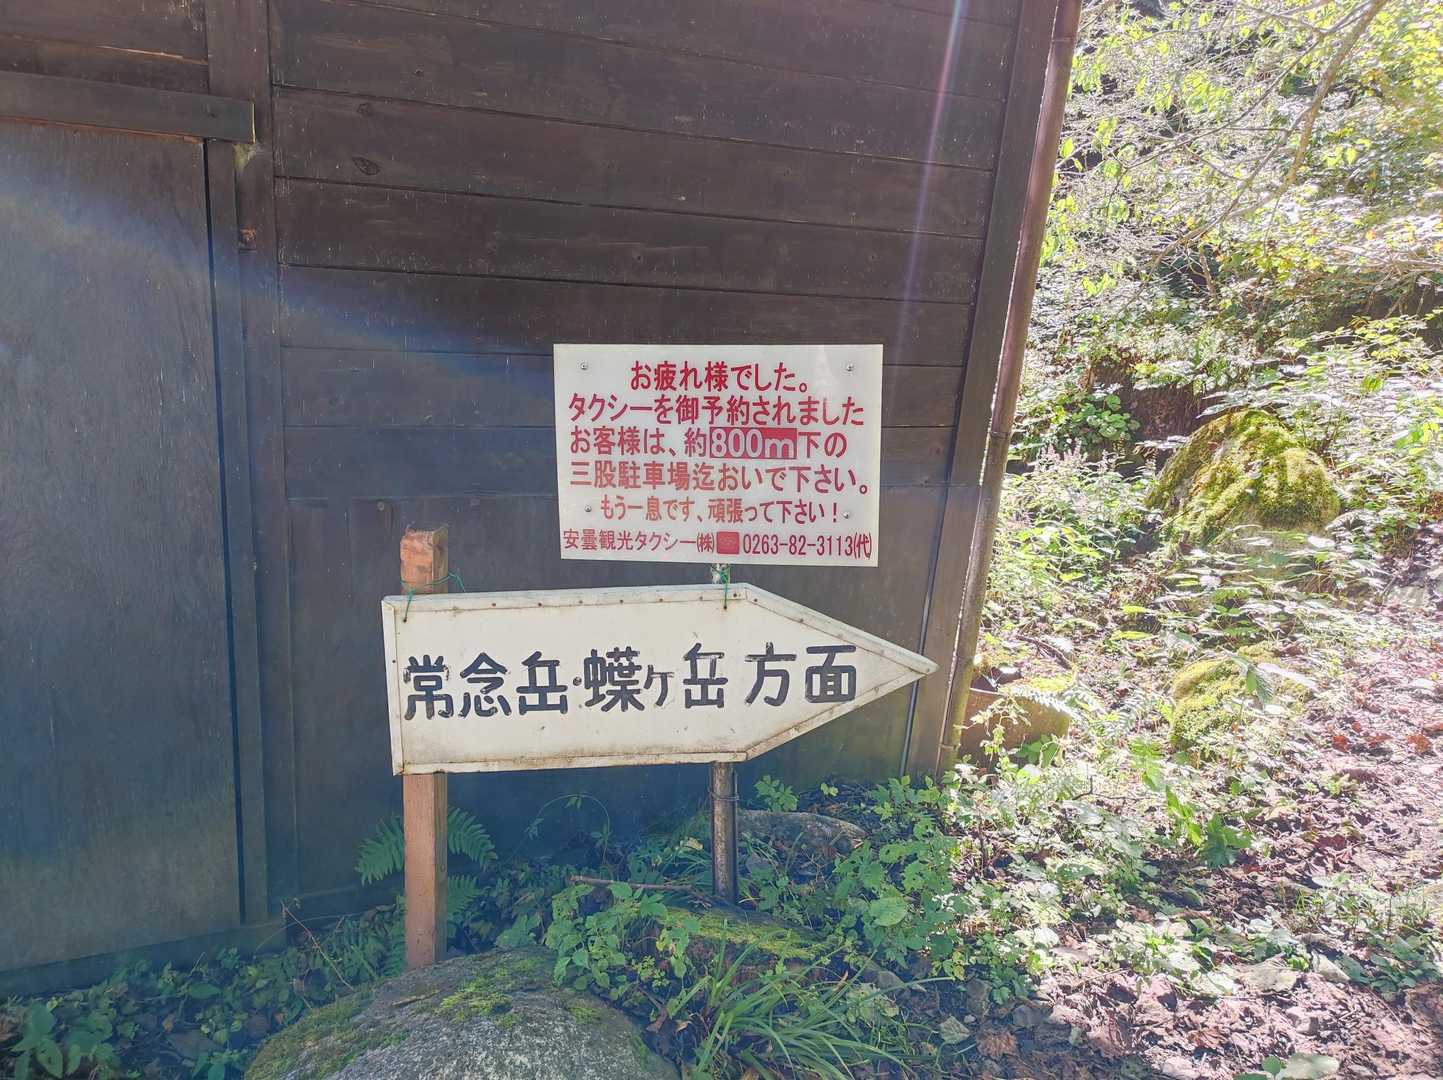 お疲れ様でした。
タクシーを御予約されました
お客様は、約800m下の
三股駐車場迄おいで下さい。
もう一息です、頑張って下さい！
安曇観光タクシー㈱ 0263-82-3113㈹
常念岳・蝶ヶ岳 方面